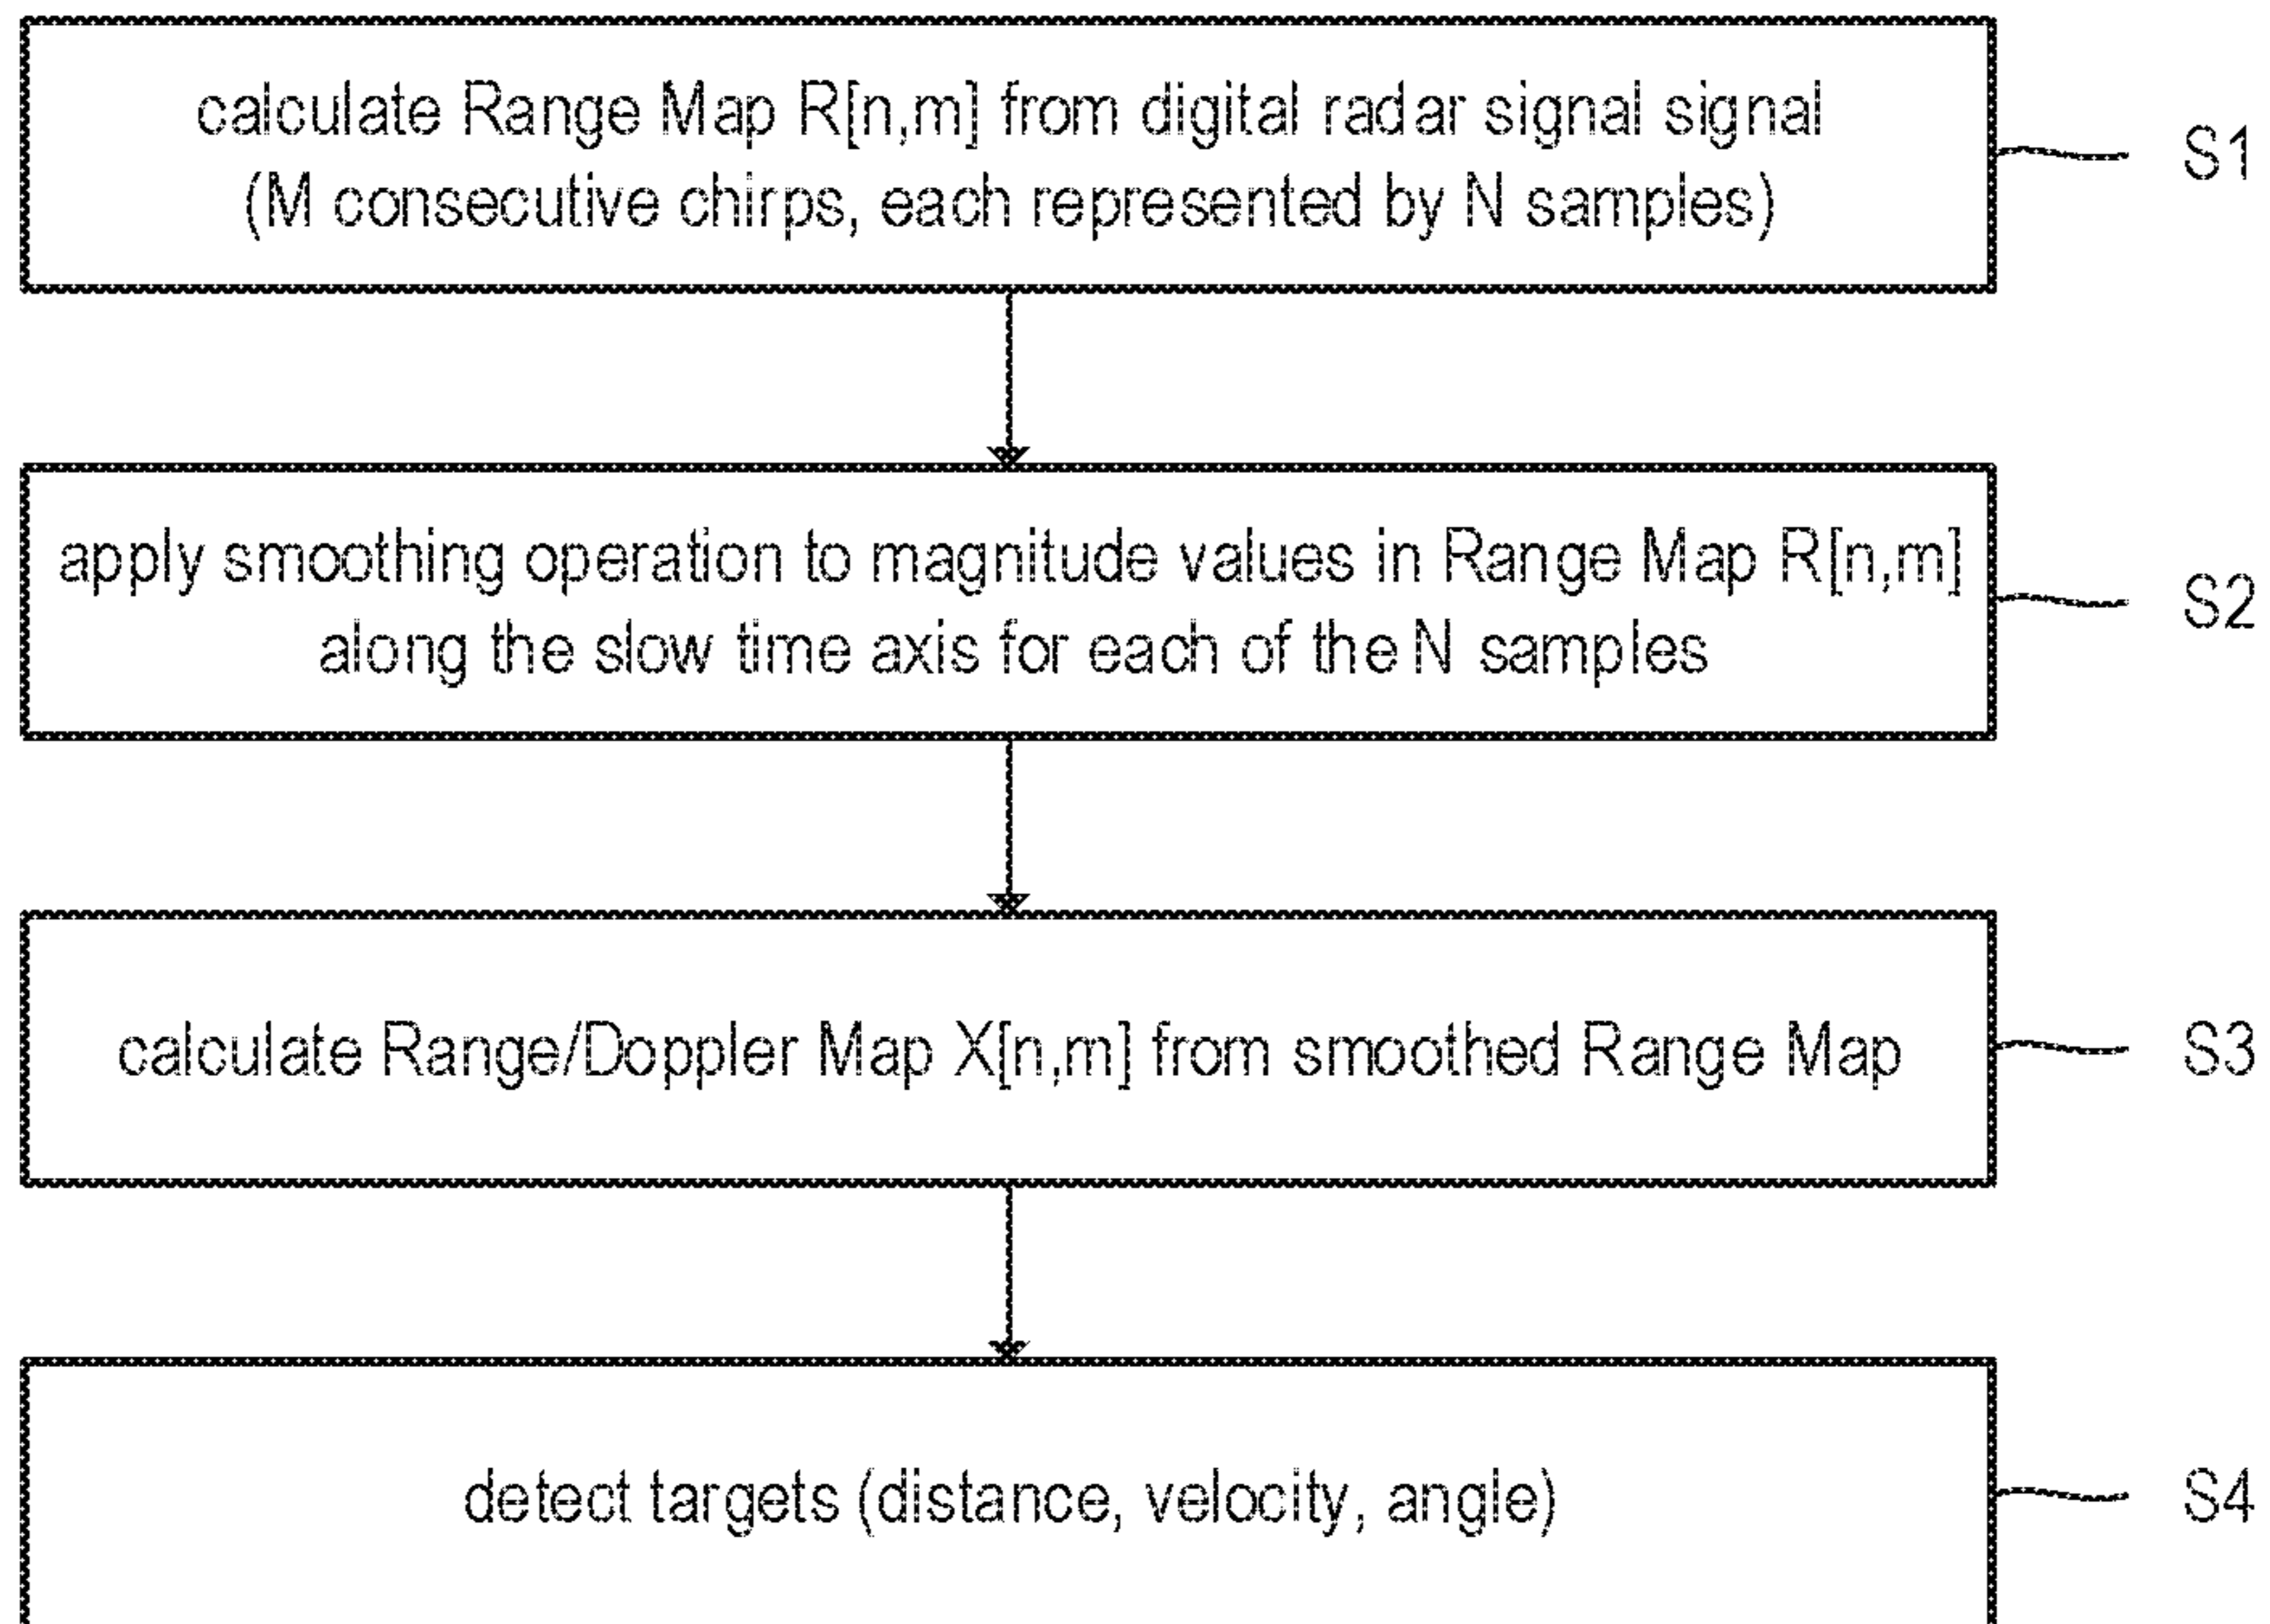 calculate Range Map R[n,m] from digital radar signal signal
(M consecutive chirps, each represented by N samples)
S1
apply smoothing operation to magnitude values in Range Map R[n,m]
along the slow time axis for each of the N samples
S2
calculate Range/Doppler Map X[n,m] from smoothed Range Map
S3
detect targets (distance, velocity, angle)
S4